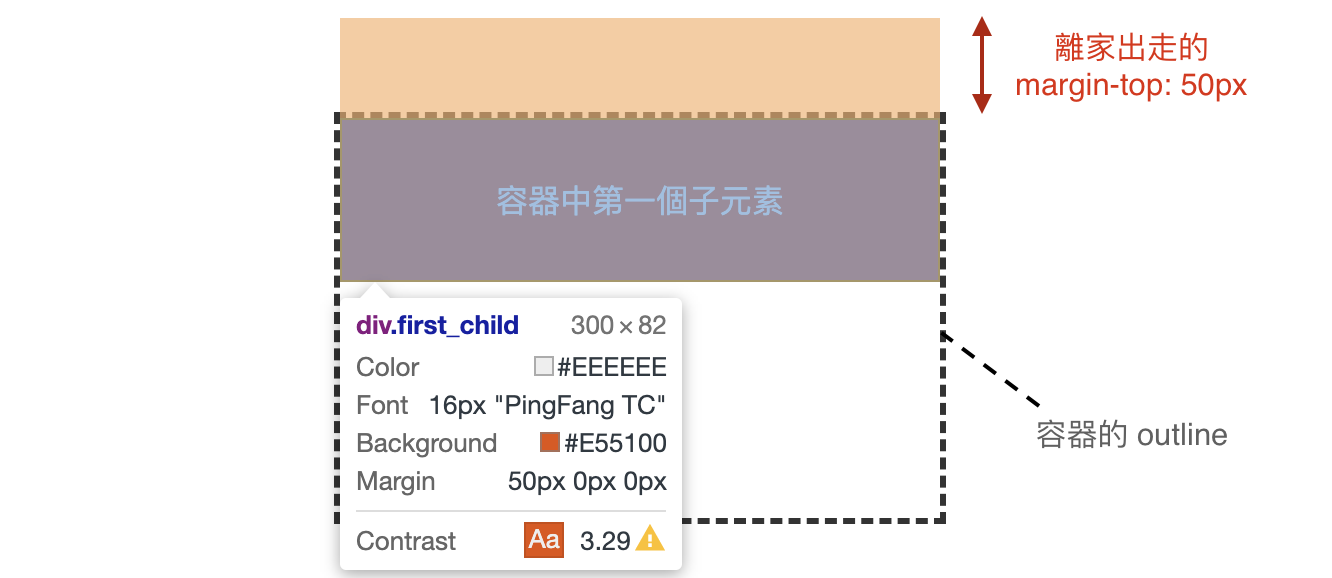 離家出走的
margin-top: 50px
容器中第一個子元素
div.first_child 300 × 82
Color #EEEEEE
Font 16px "PingFang TC"
Background #E55100
Margin 50px 0px 0px
Contrast Aa 3.29
容器的 outline